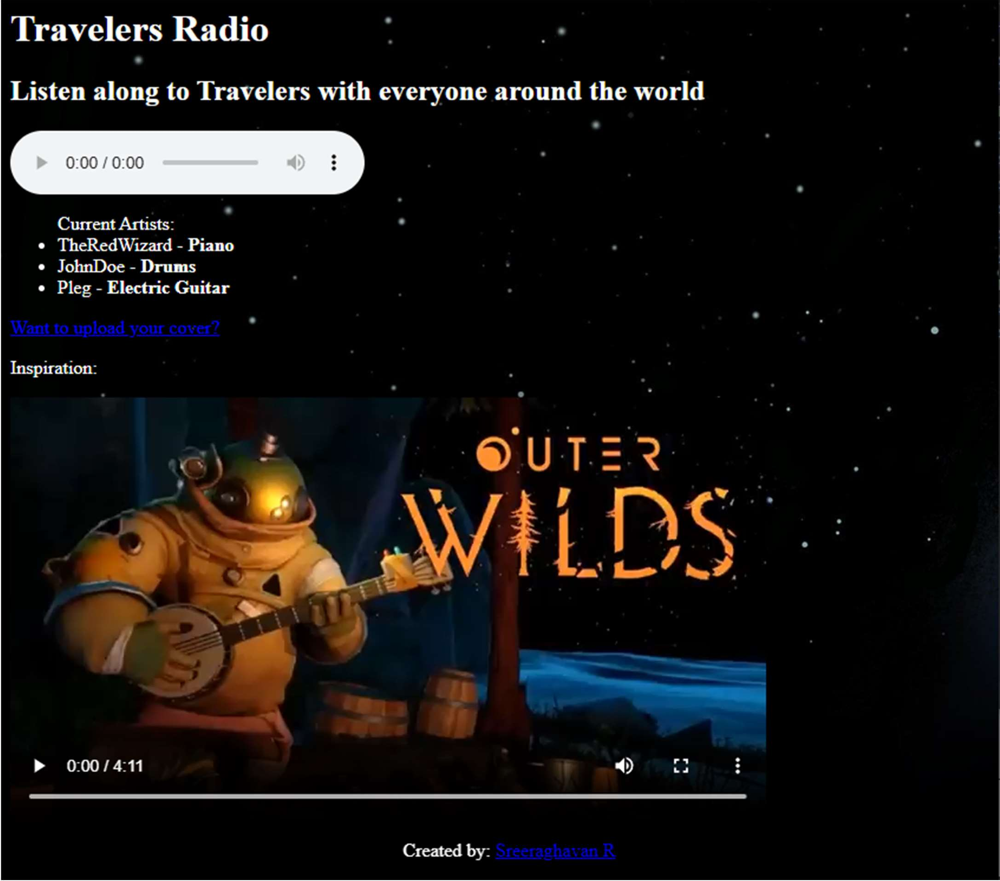 Travelers Radio
Listen along to Travelers with everyone around the world
0:00 / 0:00
Current Artists:
TheRedWizard - Piano
JohnDoe - Drums
Pleg - Electric Guitar
Want to upload your cover?
Inspiration:
OUTER
WILDS
0:00 / 4:11
Created by: Sreeraghavan R